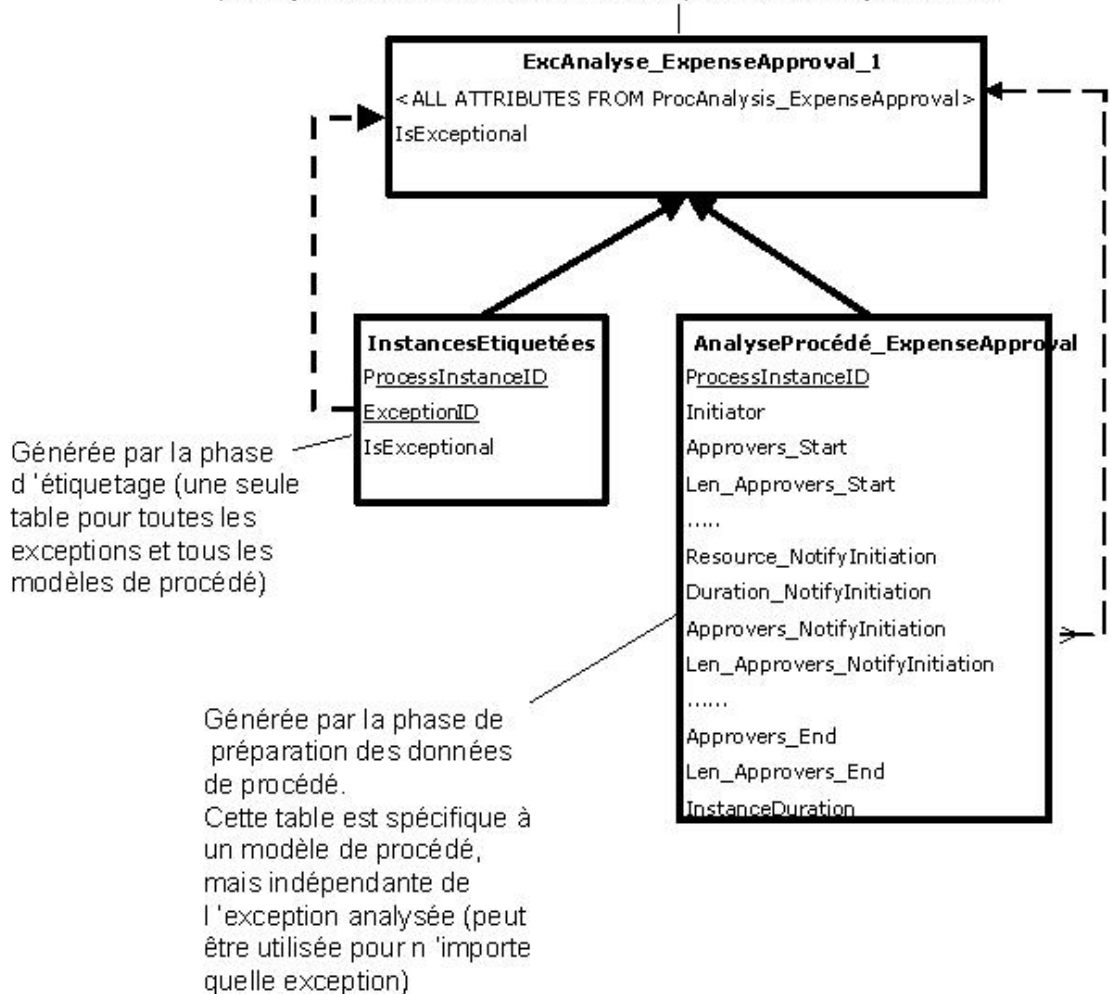 ExcAnalyse_ExpenseApproval_1
<ALL ATTRIBUTES FROM ProcAnalysis_ExpenseApproval>
IsExceptional
InstancesEtiquetées
ProcessInstanceID
ExceptionID
IsExceptional
AnalyseProcédé_ExpenseApproval
ProcessInstanceID
Initiator
Approvers_Start
Len_Approvers_Start
.....
Resource_NotifyInitiation
Duration_NotifyInitiation
Approvers_NotifyInitiation
Len_Approvers_NotifyInitiation
......
Approvers_End
Len_Approvers_End
InstanceDuration
Générée par la phase
d 'étiquetage (une seule
table pour toutes les
exceptions et tous les
modèles de procédé)
Générée par la phase de
préparation des données
de procédé.
Cette table est spécifique à
un modèle de procédé,
mais indépendante de
l 'exception analysée (peut
être utilisée pour n 'importe
quelle exception)